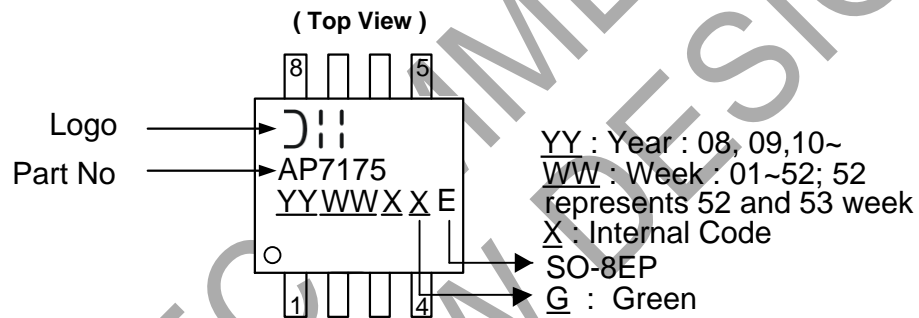 ( Top View )
8 5
Logo
Part No
AP7175
YYWWX X E
1 4
YY : Year : 08, 09,10~
WW : Week : 01~52; 52
represents 52 and 53 week
X : Internal Code
SO-8EP
G : Green